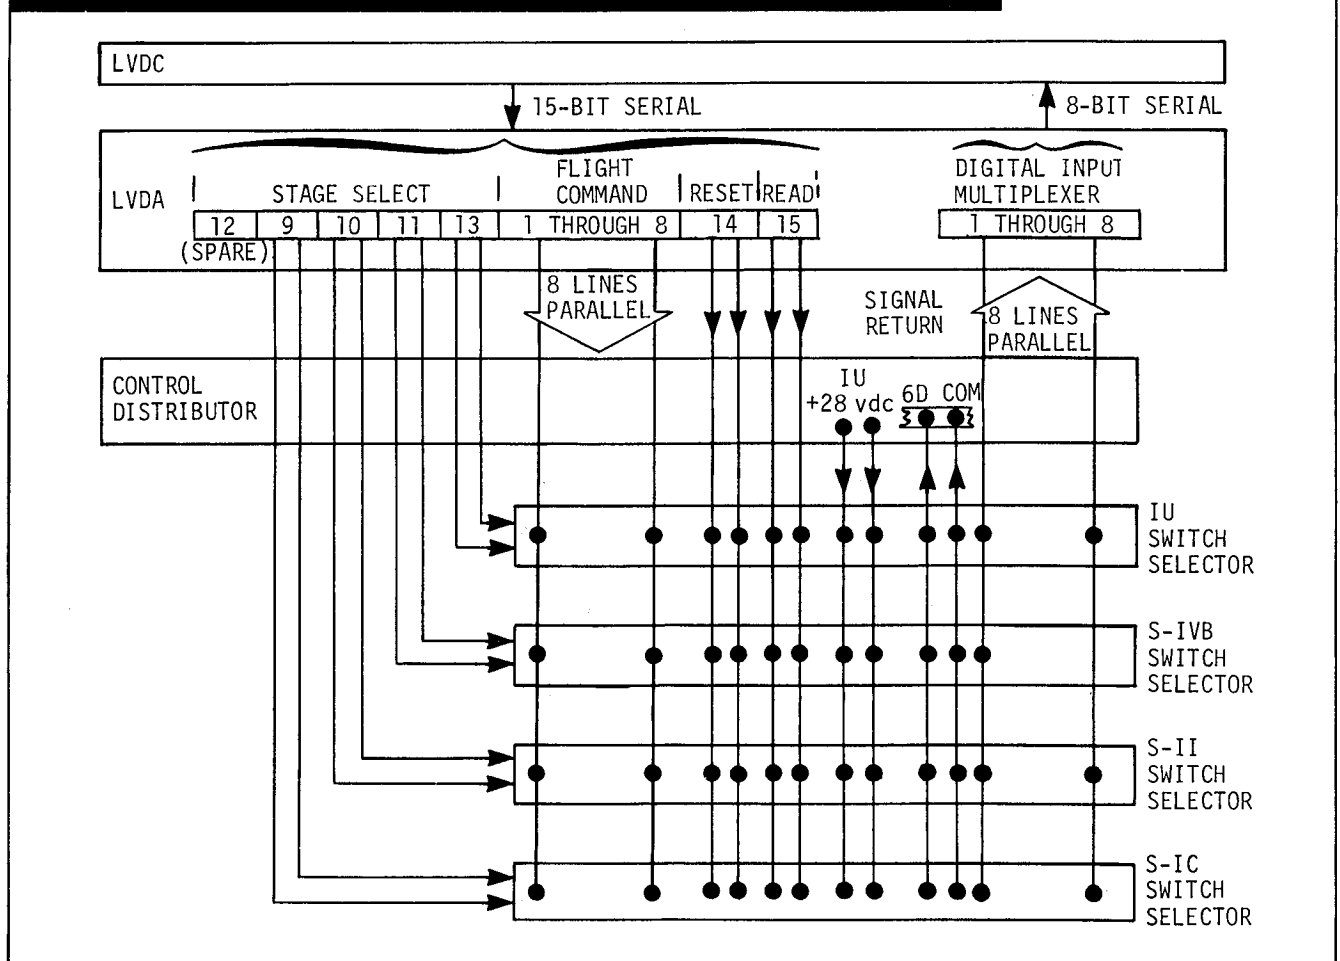 LVDC
15-BIT SERIAL
8-BIT SERIAL
LVDA
STAGE SELECT
FLIGHT
COMMAND
RESET
READ
DIGITAL INPUT
MULTIPLEXER
12 9 10 11 13 1 THROUGH 8 14 15
1 THROUGH 8
(SPARE)
8 LINES
PARALLEL
SIGNAL
RETURN
8 LINES
PARALLEL
CONTROL
DISTRIBUTOR
IU
+28 vdc
6D COM
IU
SWITCH
SELECTOR
S-IVB
SWITCH
SELECTOR
S-II
SWITCH
SELECTOR
S-IC
SWITCH
SELECTOR